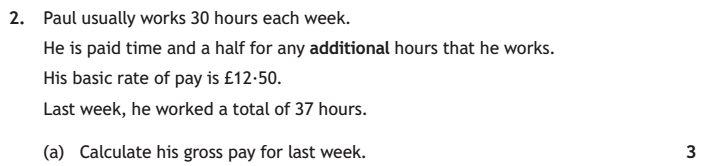 2. Paul usually works 30 hours each week.
He is paid time and a half for any additional hours that he works.
His basic rate of pay is £12·50.
Last week, he worked a total of 37 hours.
(a) Calculate his gross pay for last week. 3